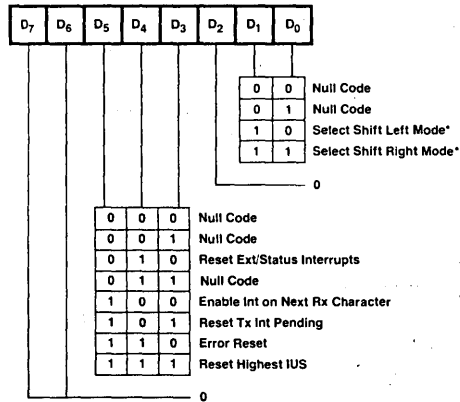 D7 D6 D5 D4 D3 D2 D1 D0
0 0 Null Code
0 1 Null Code
1 0 Select Shift Left Mode*
1 1 Select Shift Right Mode*
0
0 0 0 Null Code
0 0 1 Null Code
0 1 0 Reset Ext/Status Interrupts
0 1 1 Null Code
1 0 0 Enable Int on Next Rx Character
1 0 1 Reset Tx Int Pending
1 1 0 Error Reset
1 1 1 Reset Highest IUS
0